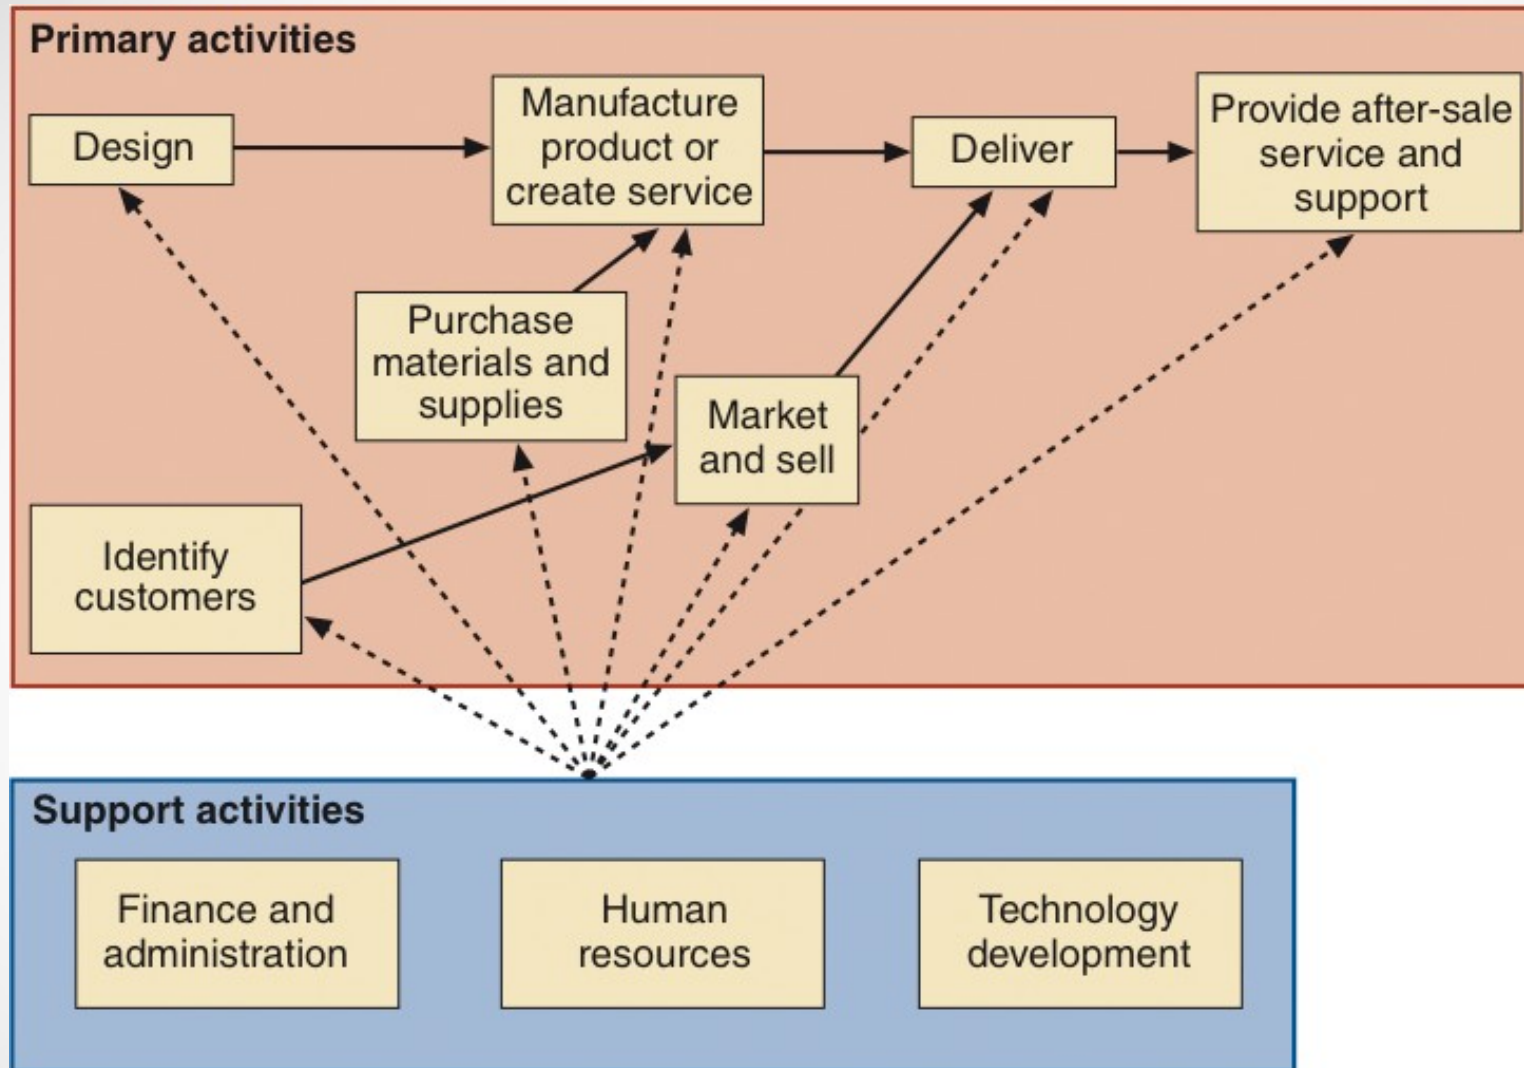 Primary activities
Design
Manufacture
product or
create service
Deliver
Provide after-sale
service and
support
Purchase
materials and
supplies
Market
and sell
Identify
customers
Support activities
Finance and
administration
Human
resources
Technology
development